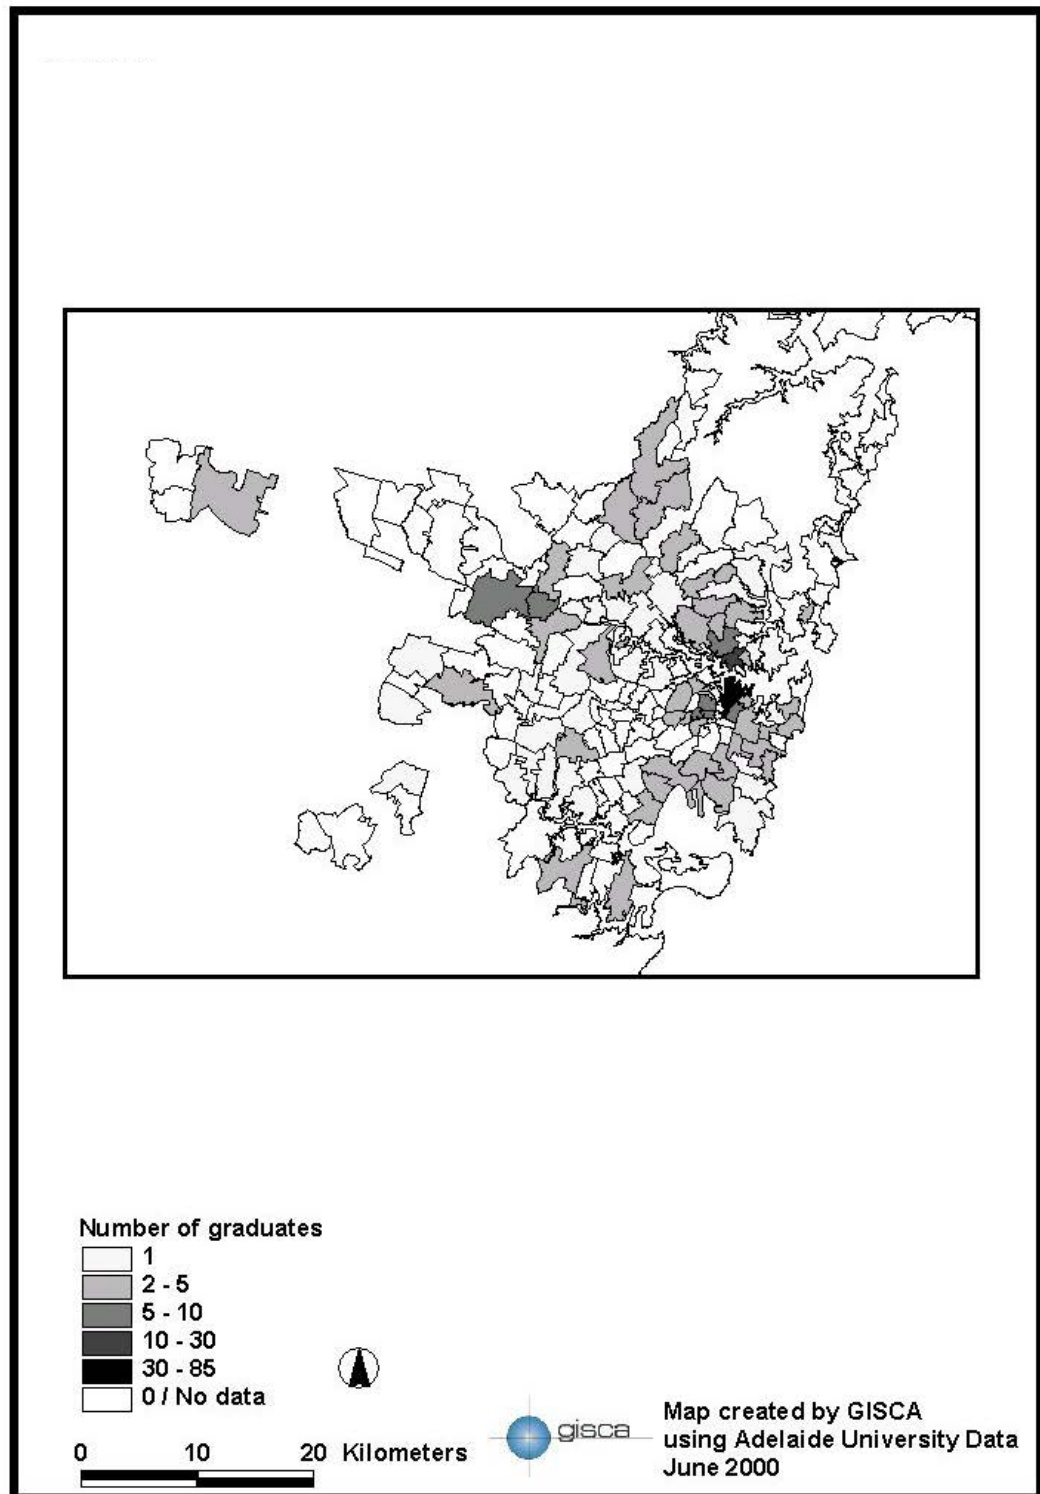 Number of graduates
1
2 - 5
5 - 10
10 - 30
30 - 85
0 / No data
0 10 20 Kilometers
gisca
Map created by GISCA
using Adelaide University Data
June 2000